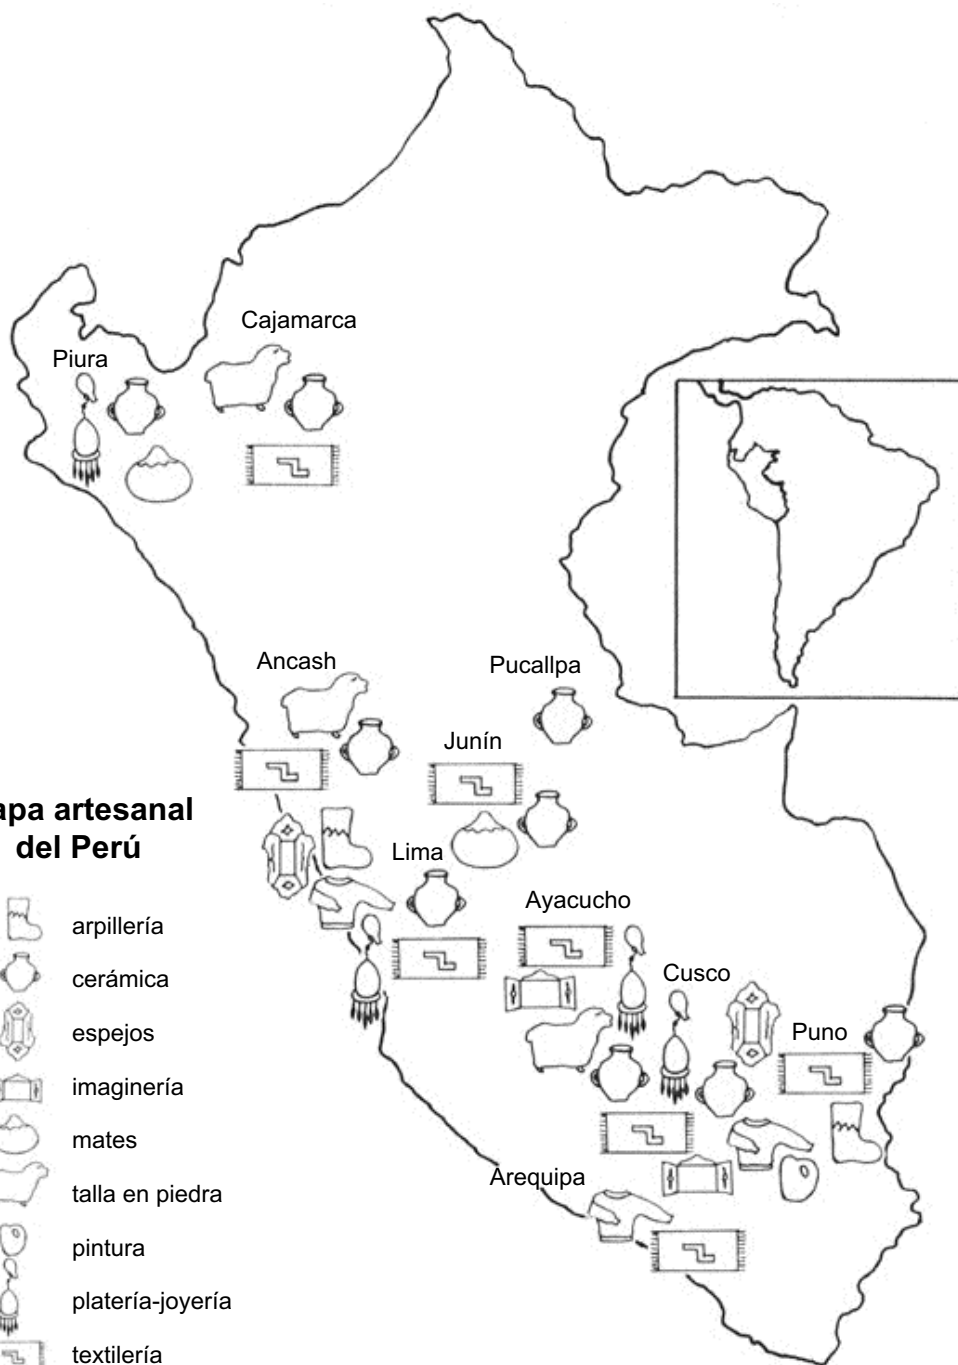 Cajamarca
Piura
Ancash
Pucallpa
Junín
apa artesanal
del Perú
Lima
Ayacucho
arpillería
cerámica
Cusco
espejos
Puno
imaginería
mates
Arequipa
talla en piedra
pintura
platería-joyería
textilería